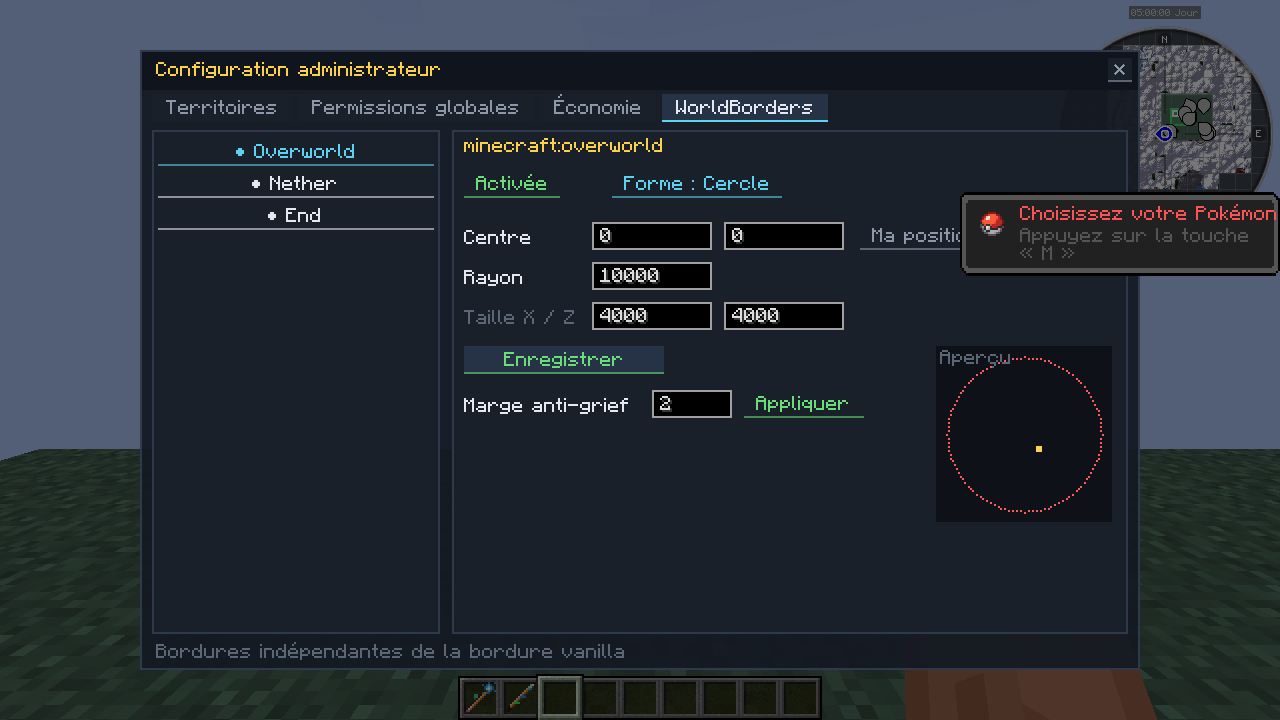 05:00:00 Jour
N
Configuration administrateur
Territoires
Permissions globales
Économie
WorldBorders
E
• Overworld
• Nether
• End
minecraft:overworld
Activée
Forme : Cercle
Centre
0
0
Ma positio
Rayon
10000
Taille X / Z
4000
4000
Enregistrer
Marge anti-grief
2
Appliquer
Aperçu
Choisissez votre Pokémon
Appuyez sur la touche
« M »
Bordures indépendantes de la bordure vanilla